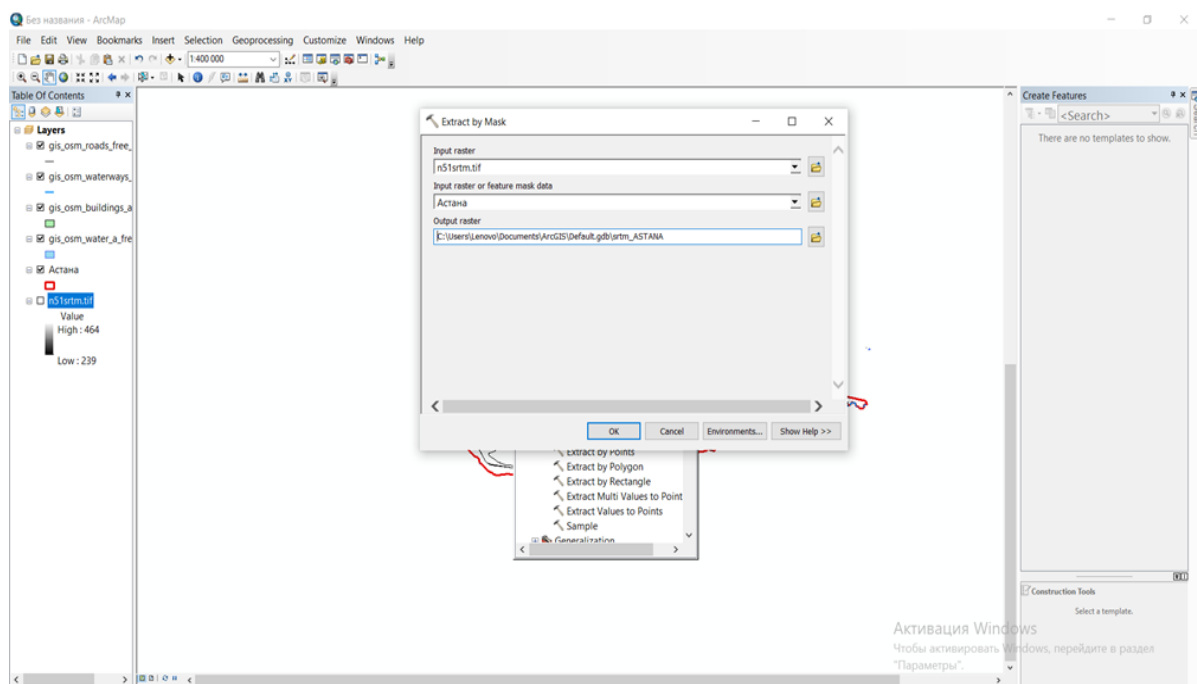 Без названия - ArcMap
File Edit View Bookmarks Insert Selection Geoprocessing Customize Windows Help
1:400 000
Table Of Contents
Layers
gis_osm_roads_free_
gis_osm_waterways_
gis_osm_buildings_a
gis_osm_water_a_fre
Астана
n51srtm.tif
Value
High : 464
Low : 239
Extract by Mask
Input raster
n51srtm.tif
Input raster or feature mask data
Астана
Output raster
C:\Users\Lenovo\Documents\ArcGIS\Default.gdb\srtm_ASTANA
OK Cancel Environments... Show Help >>
Extract by Points
Extract by Polygon
Extract by Rectangle
Extract Multi Values to Point
Extract Values to Points
Sample
Generalization
Create Features
<Search>
There are no templates to show.
Construction Tools
Select a template.
Активация Windows
Чтобы активировать Windows, перейдите в раздел
"Параметры".